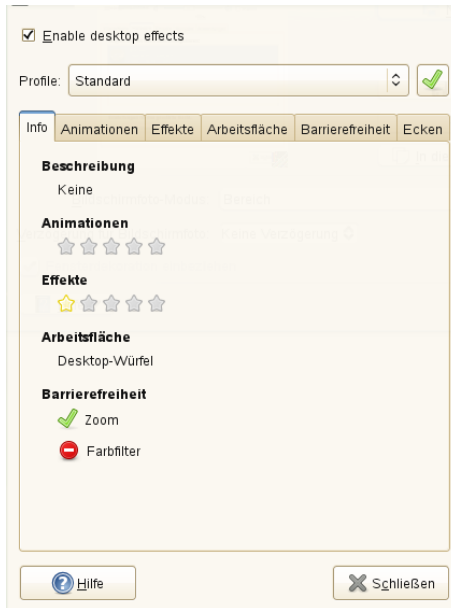 Enable desktop effects
Profile: Standard
Info Animationen Effekte Arbeitsfläche Barrierefreiheit Ecken
Beschreibung
Keine
Animationen
Effekte
Arbeitsfläche
Desktop-Würfel
Barrierefreiheit
Zoom
Farbfilter
Hilfe Schließen